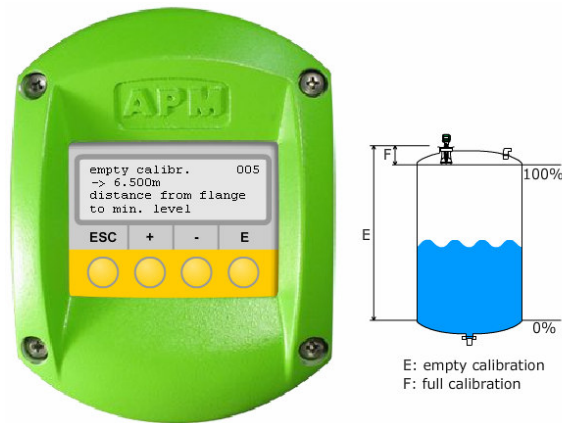 APM
empty calibr. 005
-> 6.500m
distance from flange
to min. level
ESC + - E
F
100%
E
0%
E: empty calibration
F: full calibration